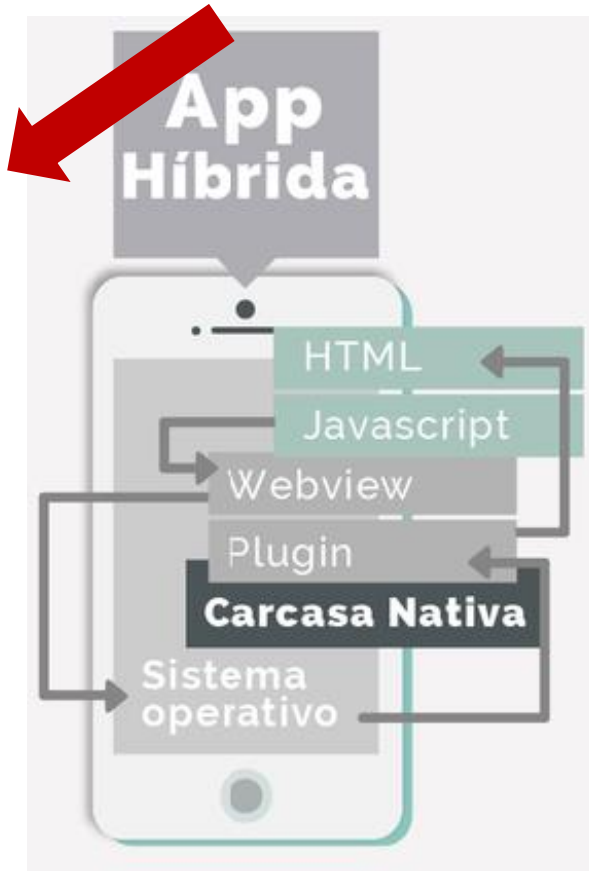 App
Híbrida
HTML
Javascript
Webview
Plugin
Carcasa Nativa
Sistema
operativo